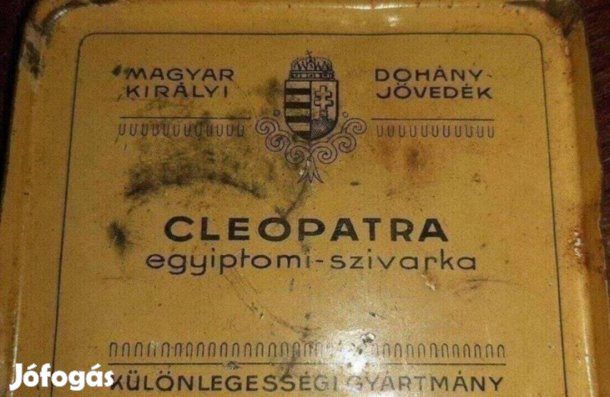 MAGYAR KIRÁLYI
DOHÁNY JÖVEDÉK
CLEOPATRA
egyiptomi-szivarka
KÜLÖNLEGESSÉGI GYÁRTMÁNY
Jófogás